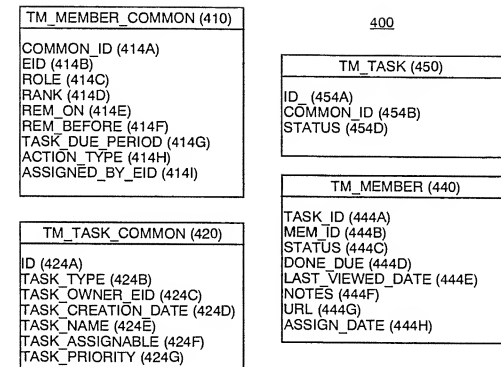 400
TM_MEMBER_COMMON (410)
COMMON_ID (414A)
EID (414B)
ROLE (414C)
RANK (414D)
REM_ON (414E)
REM_BEFORE (414F)
TASK_DUE_PERIOD (414G)
ACTION_TYPE (414H)
ASSIGNED_BY_EID (414I)
TM_TASK_COMMON (420)
ID (424A)
TASK_TYPE (424B)
TASK_OWNER_EID (424C)
TASK_CREATION_DATE (424D)
TASK_NAME (424E)
TASK_ASSIGNABLE (424F)
TASK_PRIORITY (424G)
TM_TASK (450)
ID_ (454A)
COMMON_ID (454B)
STATUS (454D)
TM_MEMBER (440)
TASK_ID (444A)
MEM_ID (444B)
STATUS (444C)
DONE_DUE (444D)
LAST_VIEWED_DATE (444E)
NOTES (444F)
URL (444G)
ASSIGN_DATE (444H)